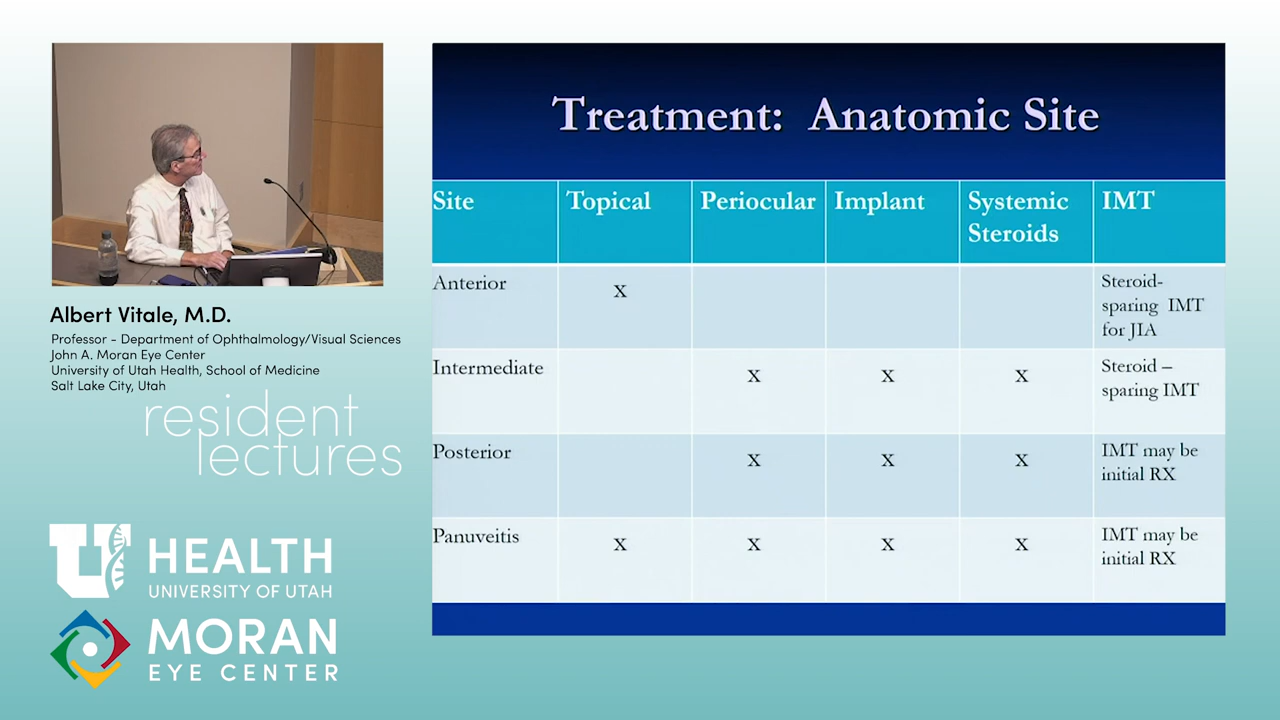 Treatment: Anatomic Site
Site Topical Periocular Implant Systemic Steroids IMT
Anterior X Steroid-sparing IMT for JIA
Intermediate X X X Steroid – sparing IMT
Posterior X X X IMT may be initial RX
Panuveitis X X X X IMT may be initial RX
Albert Vitale, M.D.
Professor - Department of Ophthalmology/Visual Sciences
John A. Moran Eye Center
University of Utah Health, School of Medicine
Salt Lake City, Utah
resident
lectures
U HEALTH
UNIVERSITY OF UTAH
MORAN
EYE CENTER